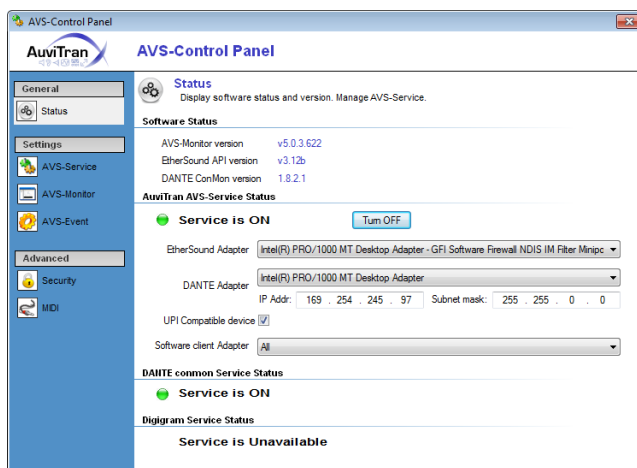 AVS-Control Panel
AuviTran
AVS-Control Panel
General
Status
Settings
AVS-Service
AVS-Monitor
AVS-Event
Advanced
Security
MIDI
Status
Display software status and version. Manage AVS-Service.
Software Status
AVS-Monitor version v5.0.3.622
EtherSound API version v3.12b
DANTE ConMon version 1.8.2.1
AuviTran AVS-Service Status
Service is ON Turn OFF
EtherSound Adapter Intel(R) PRO/1000 MT Desktop Adapter - GFI Software Firewall NDIS IM Filter Minipc
DANTE Adapter Intel(R) PRO/1000 MT Desktop Adapter
IP Addr: 169 . 254 . 245 . 97 Subnet mask: 255 . 255 . 0 . 0
UPI Compatible device
Software client Adapter All
DANTE conmon Service Status
Service is ON
Digigram Service Status
Service is Unavailable